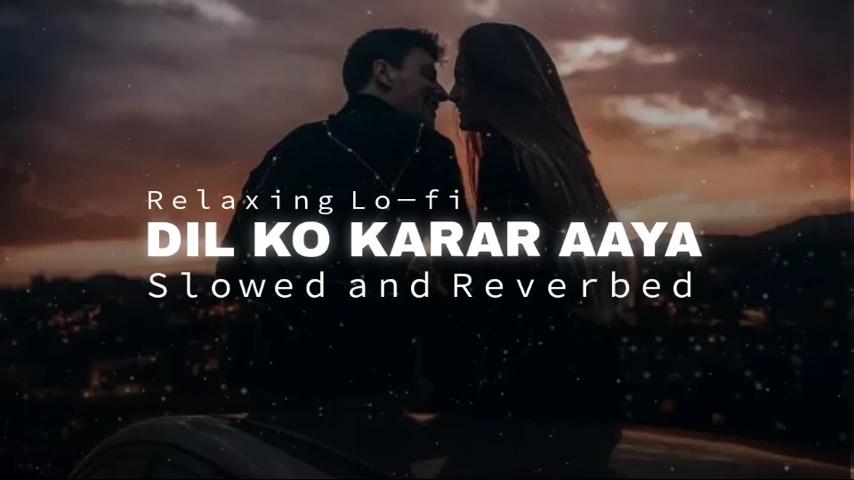 Relaxing Lo-fi
DIL KO KARAR AAYA
Slowed and Reverbed